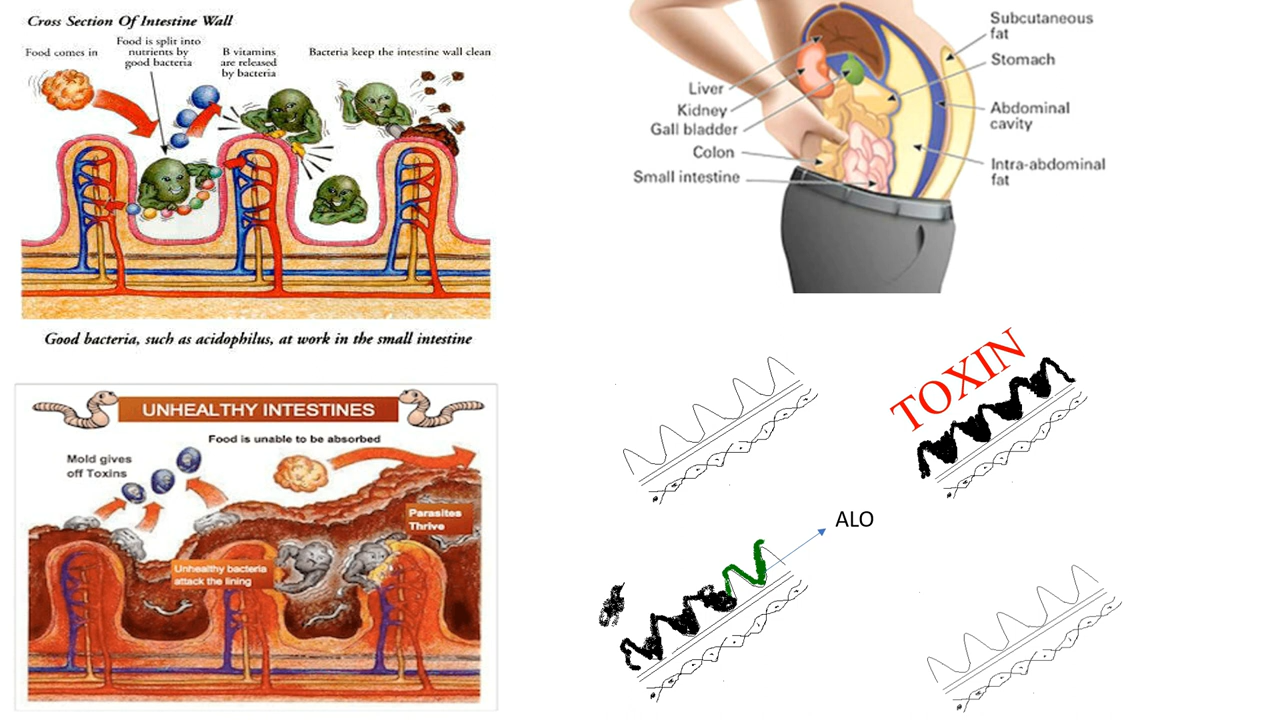 Cross Section Of Intestine Wall
Food comes in
Food is split into
nutrients by
good bacteria
B vitamins
are released
by bacteria
Bacteria keep the intestine wall clean
Good bacteria, such as acidophilus, at work in the small intestine
Subcutaneous
fat
Stomach
Liver
Kidney
Gall bladder
Colon
Small intestine
Abdominal
cavity
Intra-abdominal
fat
UNHEALTHY INTESTINES
Food is unable to be absorbed
Mold gives
off Toxins
Parasites
Thrive
Unhealthy bacteria
attack the lining
TOXIN
ALO